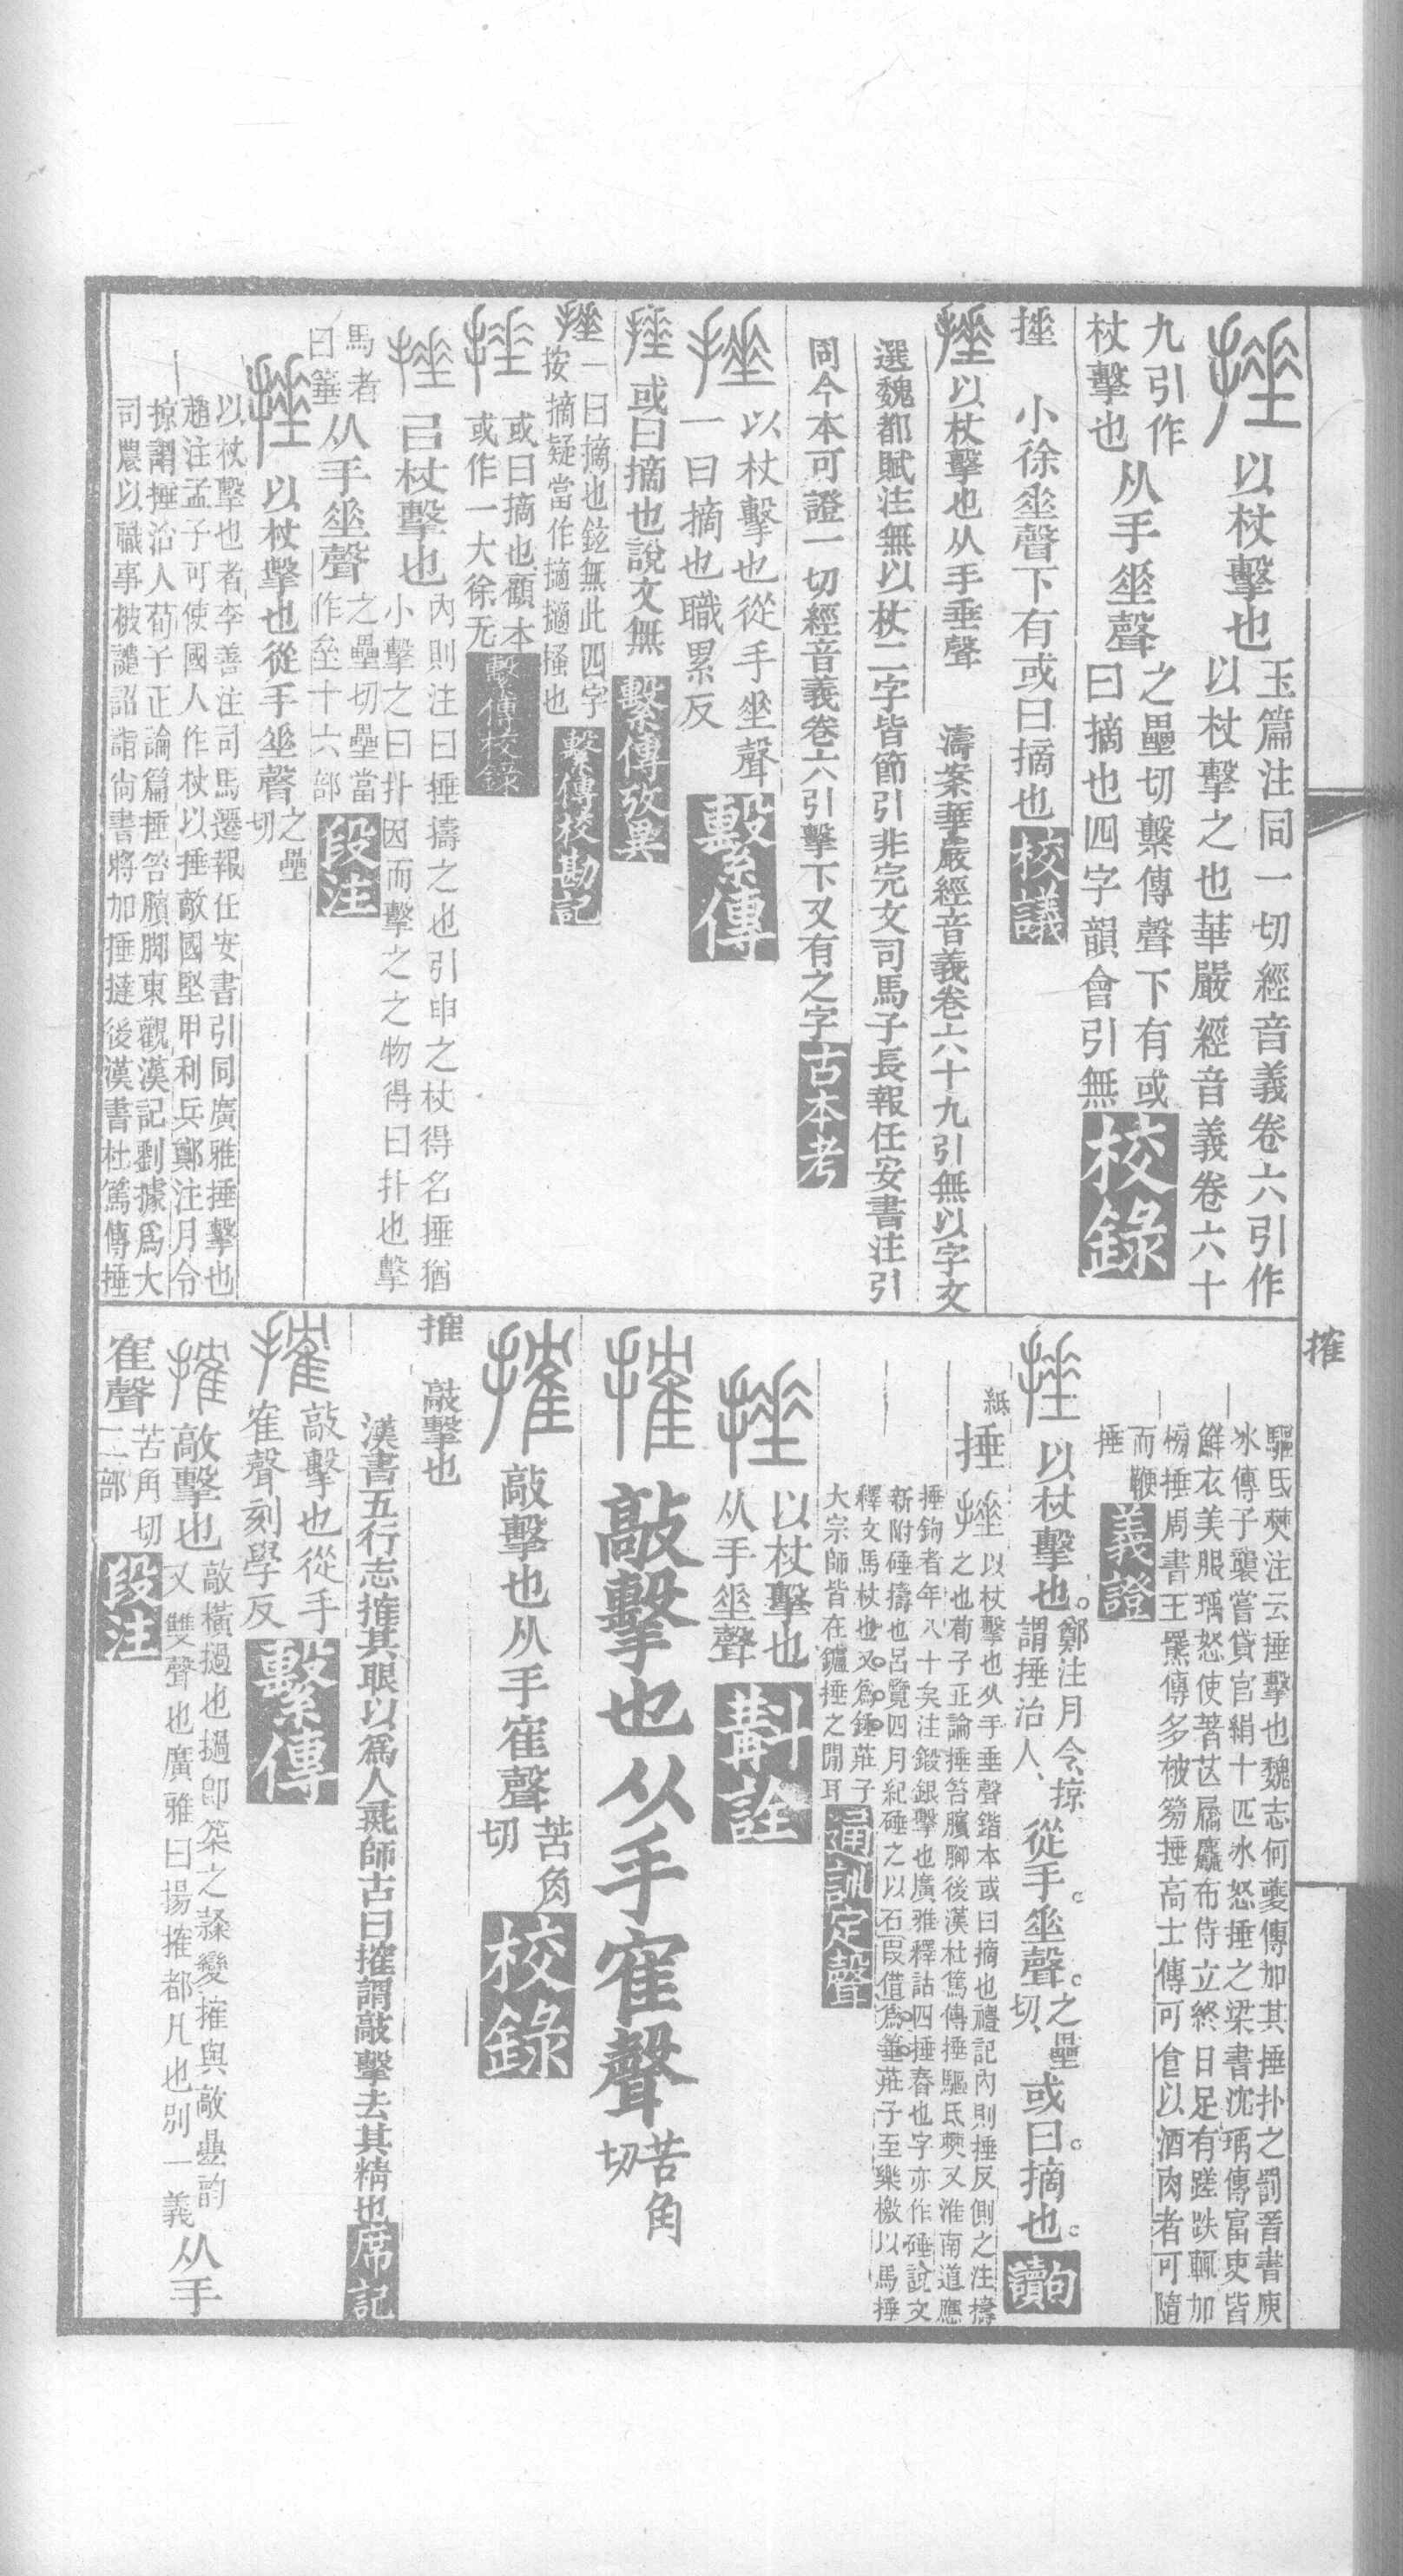 捶 以杖擊也
玉篇注同一切經音義卷六引作
以杖擊之也華嚴經音義卷六十
九引作
杖擊也
从手坙聲
之壘切繫傳聲下有或
曰摘也四字韻會引無
校錄
捶 小徐坙聲下有或曰摘也
校議
捶 以杖擊也从手垂聲
濤案華嚴經音義卷六十九引無以字文
選魏都賦注無以杖二字皆節引非完文司馬子長報任安書注引
同今本可證一切經音義卷六引擊下又有之字
古本考
捶 以杖擊也從手坙聲
一曰摘也職累反
繫傳
捶 或曰摘也說文無
繫傳攷異
捶 一曰摘也鉉無此四字
按摘疑當作擿擿搔也
繫傳校勘記
捶 或曰摘也顧本
或作一大徐无
繫傳校錄
捶 㠯杖擊也
內則注曰捶擣之也引申之杖得名捶猶
小擊之曰扑因而擊之之物得曰扑也擊
馬者
曰箠
从手坙聲
之壘切壘當
作絫十六部
段注
捶 以杖擊也從手坙聲
之壘
切
以杖擊也者李善注司馬遷報任安書引同廣雅捶擊也
趙注孟子可使國人作杖以捶敵國堅甲利兵鄭注月令
掠謂捶治人荀子正論篇捶笞臏腳東觀漢記劉據爲大
司農以職事被譴詔詣尙書將加捶撻後漢書杜篤傳捶
搉
驅氐僰注云捶擊也魏志何夔傳加其捶扑之罰晉書庾
冰傳子襲嘗貸官絹十匹冰怒捶之梁書沈瑀傳富吏皆
鮮衣美服瑀怒使著芒屩麤布侍立終日足有蹉跌輒加
榜捶周書王羆傳多被笞捶高士傳可食以酒肉者可隨
而鞭
捶
義證
捶 以杖擊也
鄭注月令掠
謂捶治人
從手坙聲
之壘
切
或曰摘也
句讀
紙
捶
捶 以杖擊也从手垂聲鍇本或曰摘也禮記內則捶反側之注擣
之也荀子正論捶笞臏腳後漢杜篤傳捶驅氐僰又淮南道應
捶鉤者年八十矣注鍛銀擊也廣雅釋詁四捶舂也字亦作硾說文
新附硾擣也呂覽四月紀硾之以石叚借爲箠莊子至樂檄以馬捶
釋文馬杖也又爲錘莊子
大宗師皆在鑪捶之閒耳
通訓定聲
捶 以杖擊也
从手坙聲
斠詮
搉 敲擊也从手隺聲
苦角
切
搉 敲擊也从手隺聲
苦角
切
校錄
搉 敲擊也
漢書五行志搉其眼以爲人彘師古曰搉謂敲擊去其精也
席記
搉 敲擊也從手
隺聲刻學反
繫傳
搉 敲擊也
敲橫撾也撾卽築之隸變搉與敲曡韵
又雙聲也廣雅曰揚搉都凡也別一義
从手
隺聲
苦角切
二部
段注